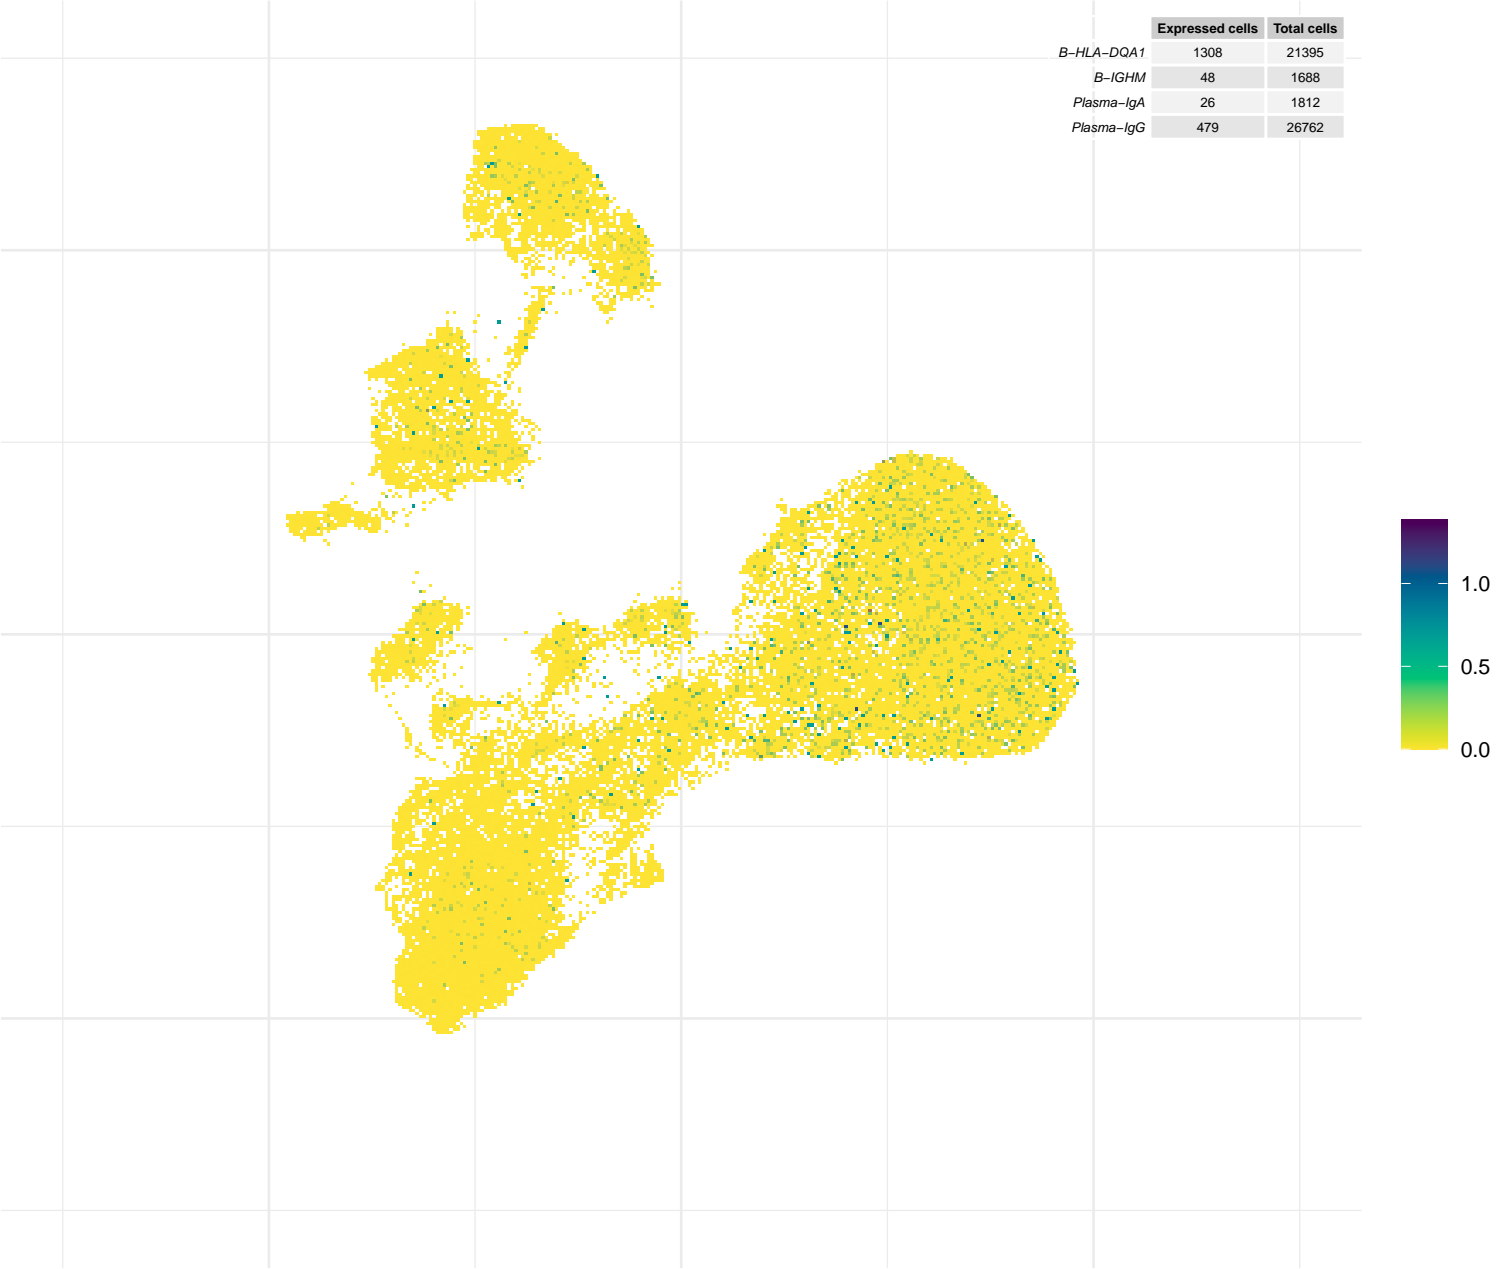 Expressed cells Total cells
B−HLA−DQA1 1308 21395
B−IGHM 48 1688
Plasma−IgA 26 1812
Plasma−IgG 479 26762
1.0
0.5
0.0